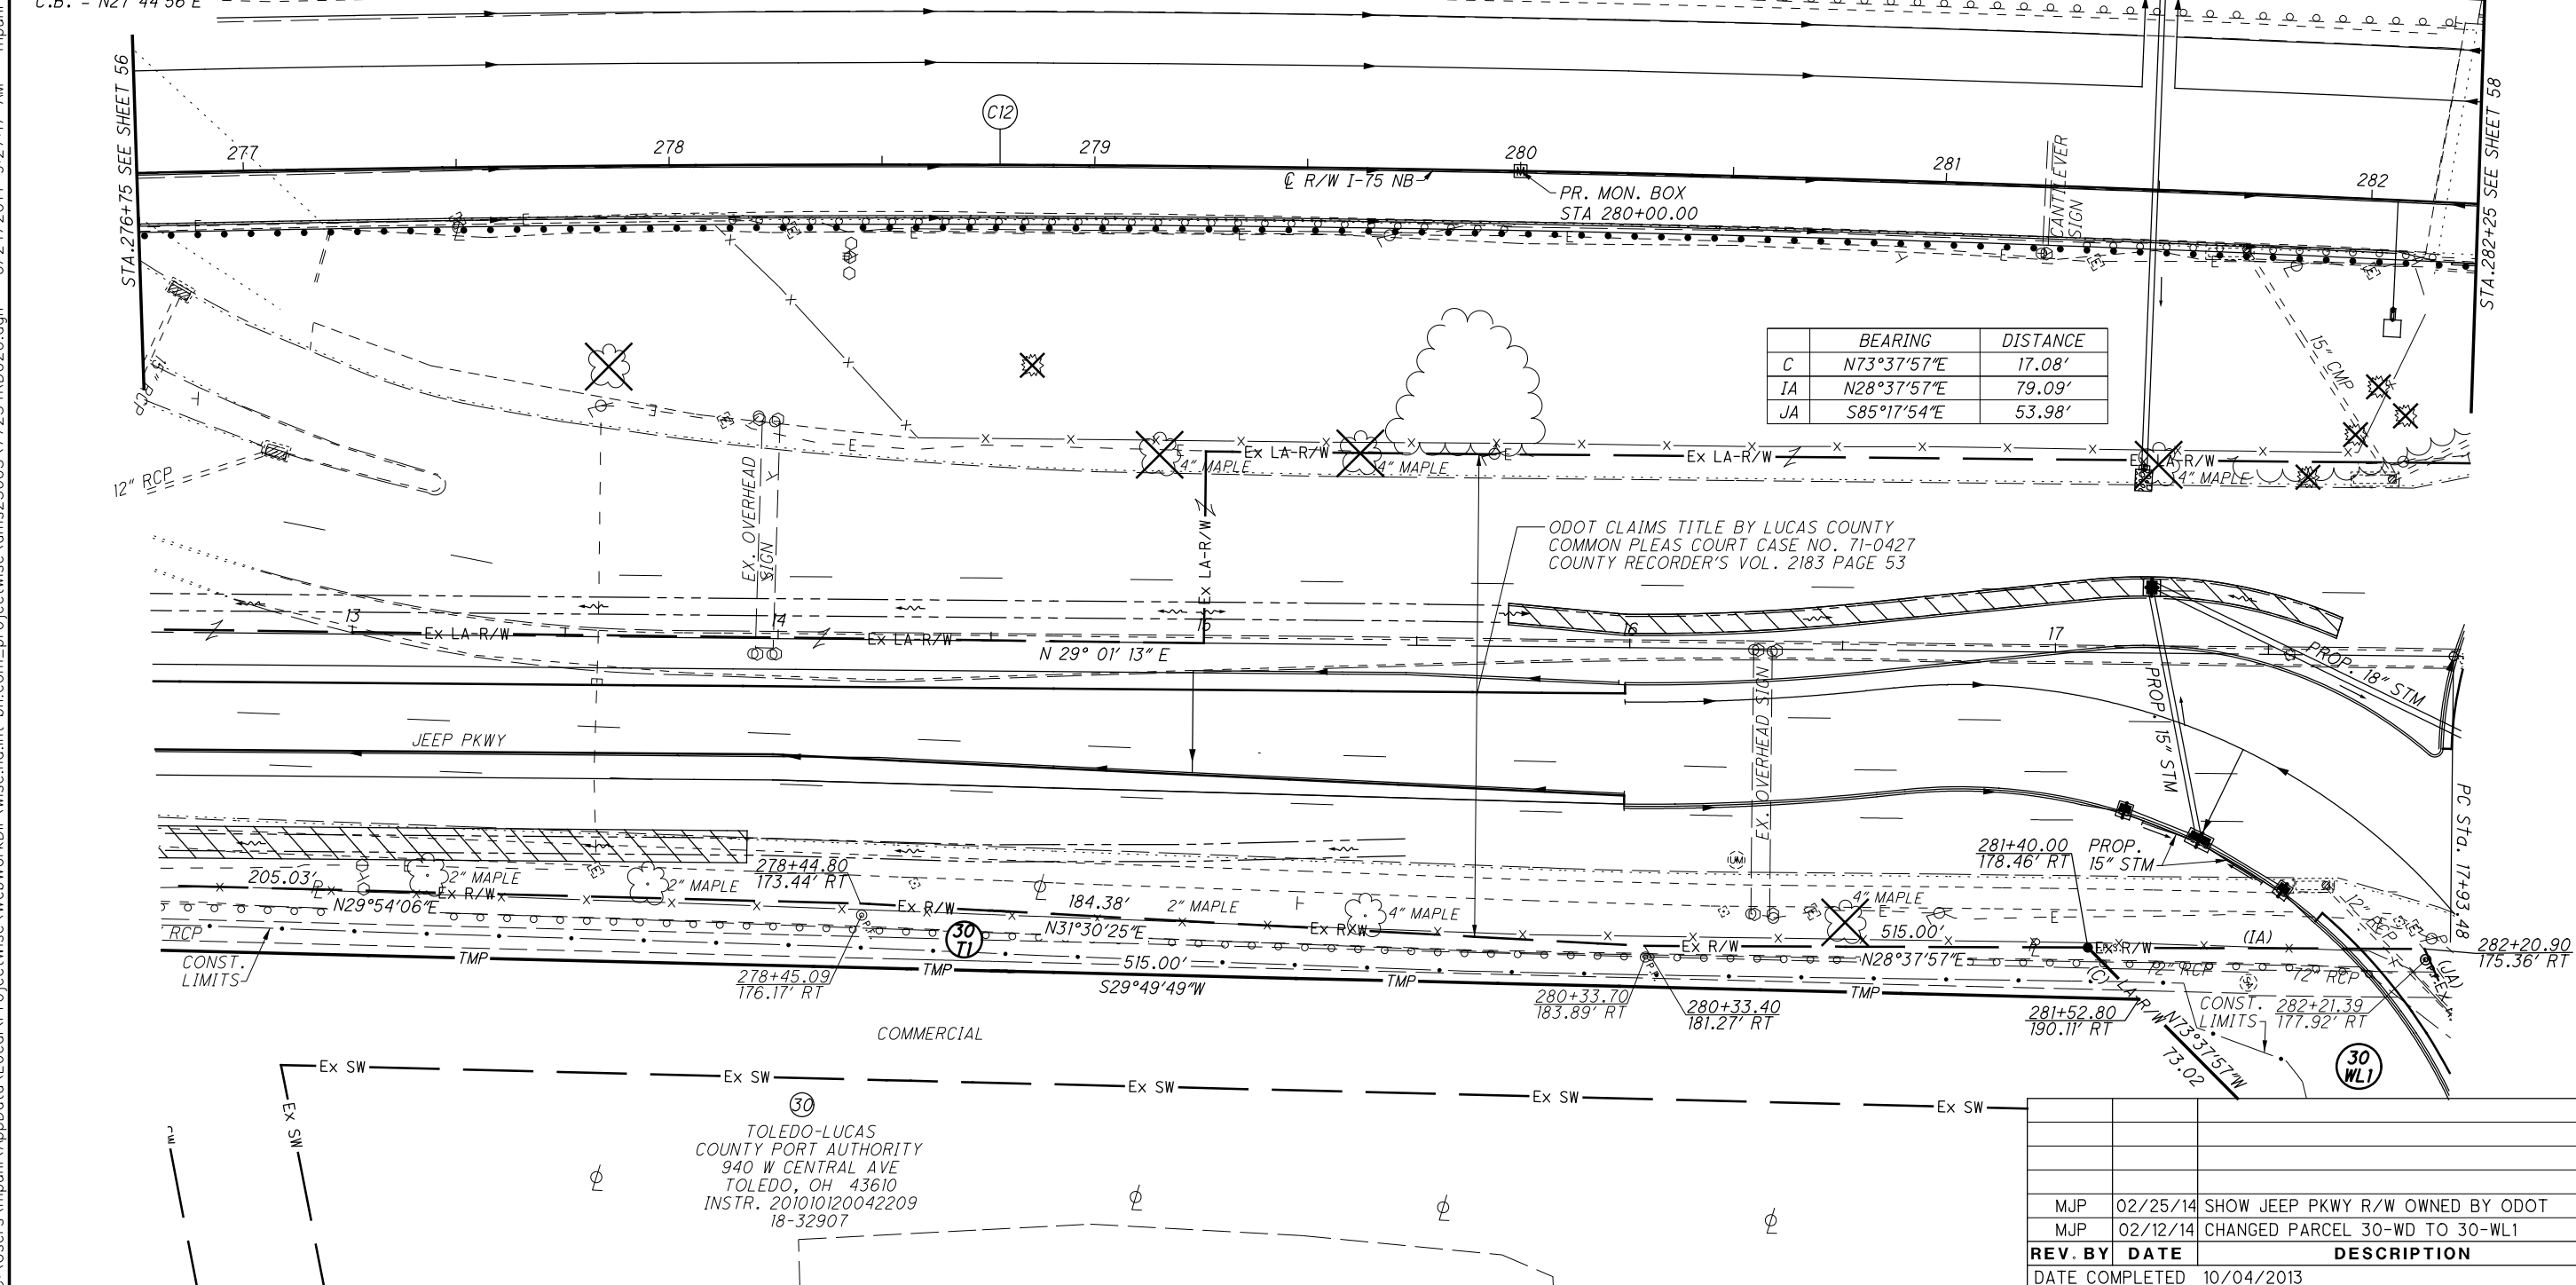 C.B. = N27°44'56"E
STA.276+75 SEE SHEET 56
C12
277
278
279
280
281
282
℄ R/W I-75 NB
PR. MON. BOX
STA 280+00.00
CANTILEVER
SIGN
STA.282+25 SEE SHEET 58
BEARING DISTANCE
C N73°37'57"E 17.08'
IA N28°37'57"E 79.09'
JA S85°17'54"E 53.98'
15" CMP
12" RCP
EX. OVERHEAD
SIGN
4" MAPLE
Ex LA-R/W
4" MAPLE
Ex LA-R/W
Ex LA-R/W
4" MAPLE
Ex LA-R/W
ODOT CLAIMS TITLE BY LUCAS COUNTY
COMMON PLEAS COURT CASE NO. 71-0427
COUNTY RECORDER'S VOL. 2183 PAGE 53
13
14
15
16
17
Ex LA-R/W
Ex LA-R/W
N 29° 01' 13" E
PROP. 18" STM
PROP. 15" STM
EX. OVERHEAD SIGN
JEEP PKWY
PC Sta. 17+93.48
281+40.00
178.46' RT
PROP.
15" STM
205.03'
2" MAPLE
2" MAPLE
278+44.80
173.44' RT
Ex R/W
N29°54'06"E
Ex R/W
184.38'
N31°30'25"E
2" MAPLE
4" MAPLE
Ex R/W
4" MAPLE
515.00'
Ex R/W
N28°37'57"E
Ex R/W
(IA)
12" RCP
12" RCP
12" RCP
(JA)
282+20.90
175.36' RT
RCP
CONST.
LIMITS
TMP
TMP
TMP
TMP
30
T1
515.00'
S29°49'49"W
278+45.09
176.17' RT
280+33.70
183.89' RT
280+33.40
181.27' RT
281+52.80
190.11' RT
(C)
LA-R/W
N73°37'57"W
73.02
CONST.
LIMITS
282+21.39
177.92' RT
30
WL1
COMMERCIAL
Ex SW
Ex SW
Ex SW
Ex SW
Ex SW
Ex SW
30
TOLEDO-LUCAS
COUNTY PORT AUTHORITY
940 W CENTRAL AVE
TOLEDO, OH 43610
INSTR. 201010120042209
18-32907
MJP 02/25/14 SHOW JEEP PKWY R/W OWNED BY ODOT
MJP 02/12/14 CHANGED PARCEL 30-WD TO 30-WL1
REV. BY DATE DESCRIPTION
DATE COMPLETED 10/04/2013